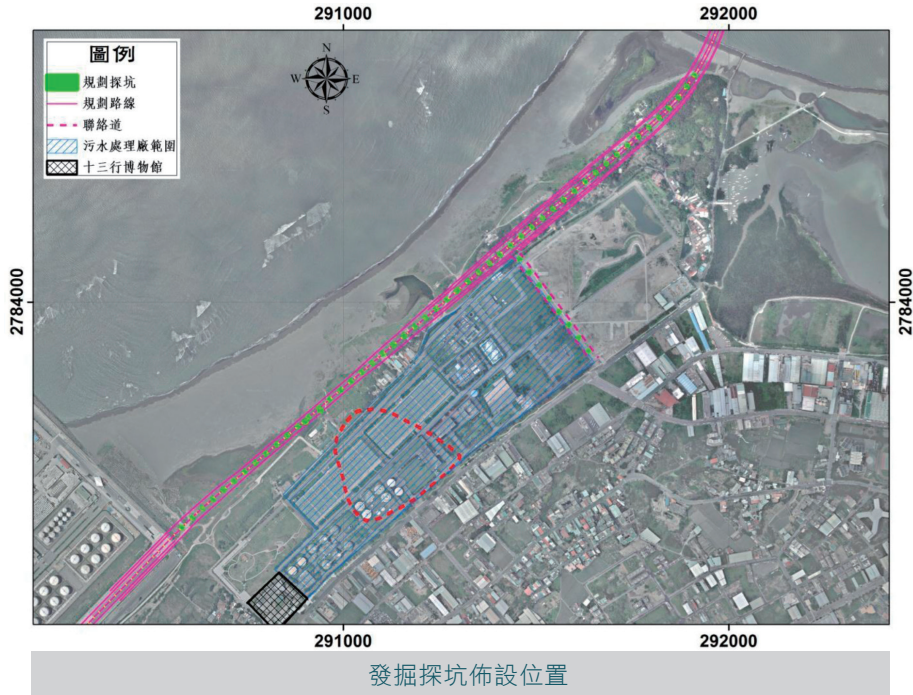 291000
292000
圖例
規劃探坑
規劃路線
聯絡道
污水處理廠範圍
十三行博物館
N
W
E
S
2784000
2784000
291000
292000
發掘探坑佈設位置